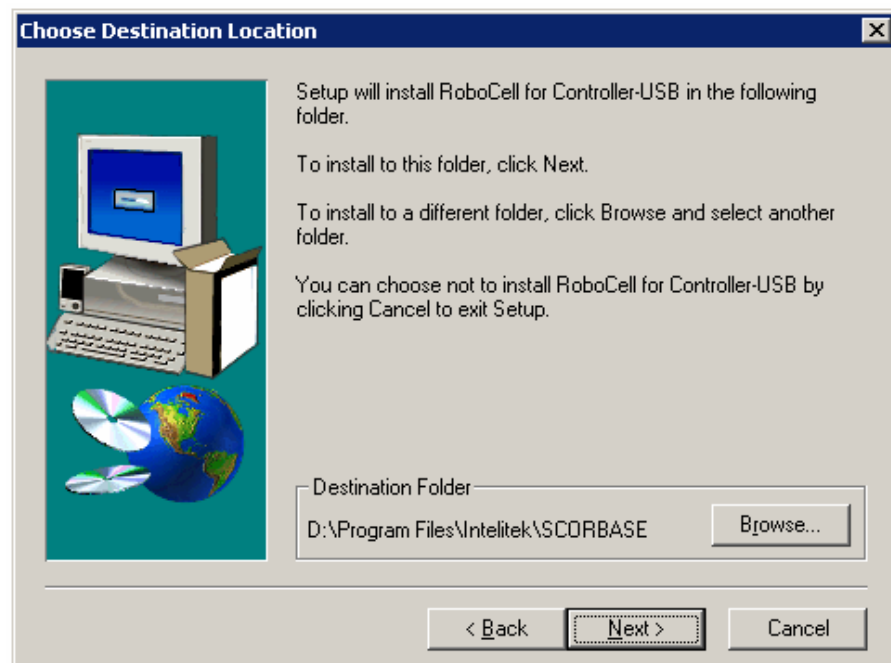 Choose Destination Location
Setup will install RoboCell for Controller-USB in the following
folder.
To install to this folder, click Next.
To install to a different folder, click Browse and select another
folder.
You can choose not to install RoboCell for Controller-USB by
clicking Cancel to exit Setup.
Destination Folder
D:\Program Files\Intelitek\SCORBASE
Browse...
< Back
Next >
Cancel